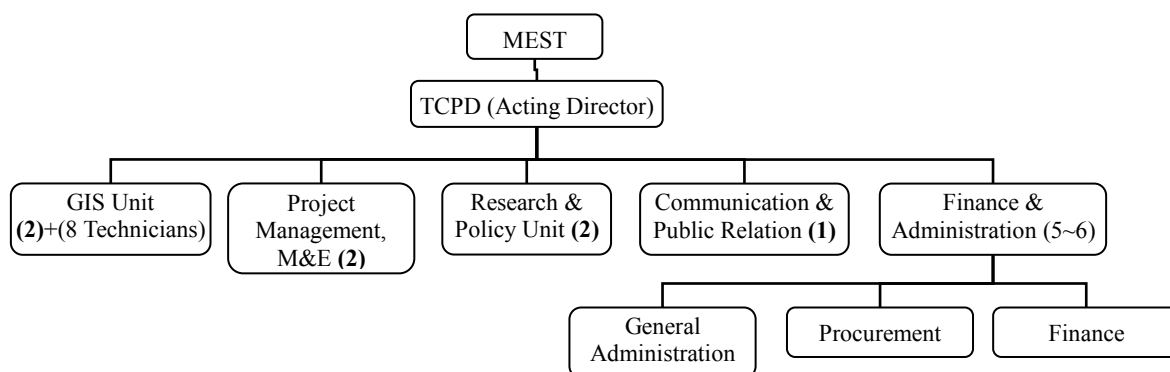 MEST
TCPD (Acting Director)
GIS Unit
(2)+(8 Technicians)
Project
Management,
M&E (2)
Research &
Policy Unit (2)
Communication &
Public Relation (1)
Finance &
Administration (5~6)
General
Administration
Procurement
Finance